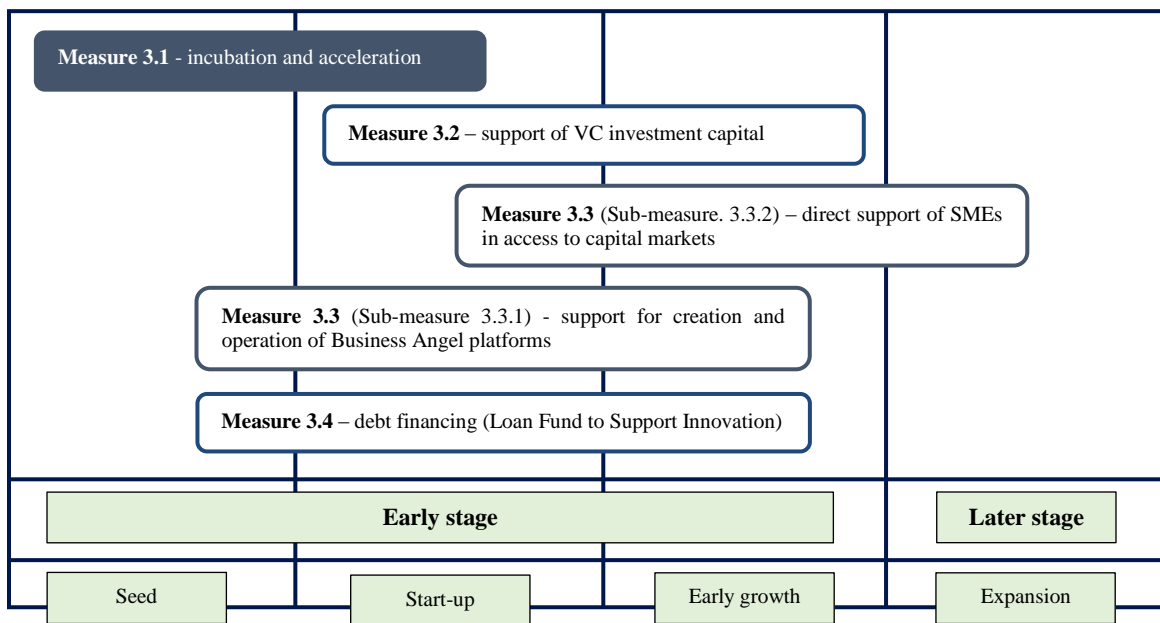 Measure 3.1 - incubation and acceleration
Measure 3.2 – support of VC investment capital
Measure 3.3 (Sub-measure. 3.3.2) – direct support of SMEs
in access to capital markets
Measure 3.3 (Sub-measure 3.3.1) - support for creation and
operation of Business Angel platforms
Measure 3.4 – debt financing (Loan Fund to Support Innovation)
Early stage
Later stage
Seed
Start-up
Early growth
Expansion